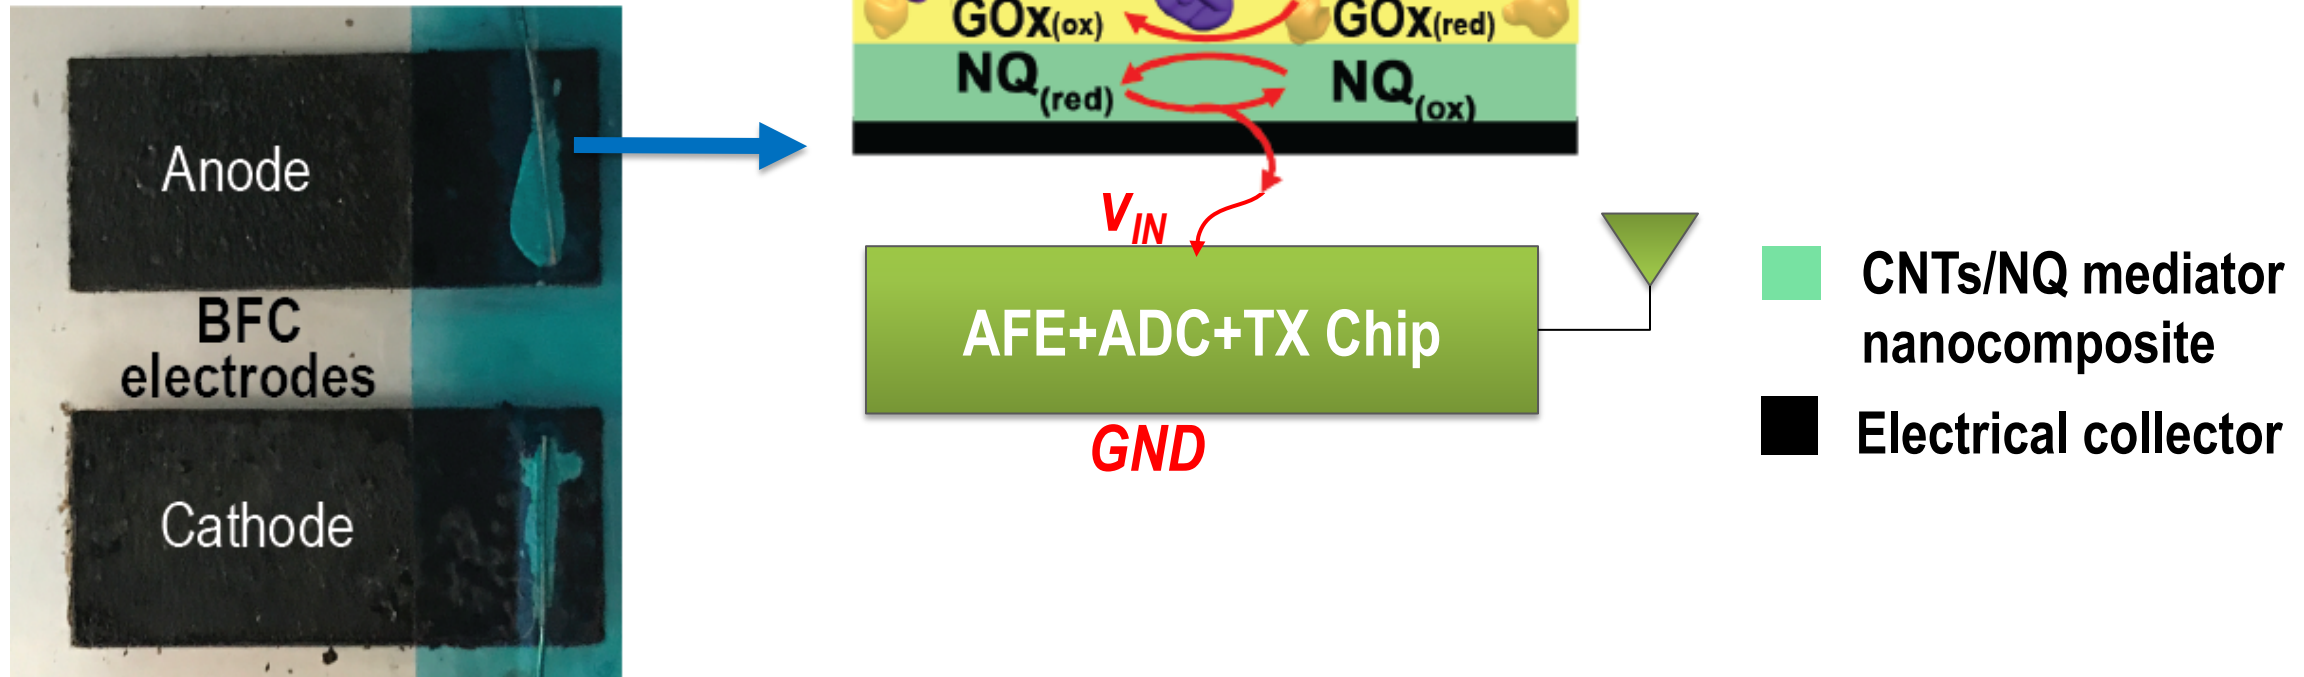 Anode
BFC
electrodes
Cathode
GOx(ox) GOx(red)
NQ(red) NQ(ox)
VIN
AFE+ADC+TX Chip
GND
CNTs/NQ mediator
nanocomposite
Electrical collector